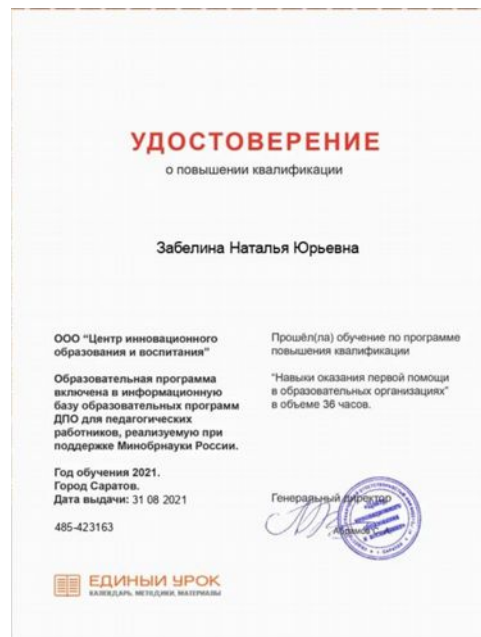 УДОСТОВЕРЕНИЕ
о повышении квалификации
Забелина Наталья Юрьевна
ООО "Центр инновационного
образования и воспитания"
Образовательная программа
включена в информационную
базу образовательных программ
ДПО для педагогических
работников, реализуемую при
поддержке Минобрнауки России.
Год обучения 2021.
Город Саратов.
Дата выдачи: 31 08 2021
485-423163
Прошёл(ла) обучение по программе
повышения квалификации
"Навыки оказания первой помощи
в образовательных организациях"
в объеме 36 часов.
Генеральный директор
ЕДИНЫЙ УРОК
КАЛЕНДАРЬ, МЕТОДИКИ, МАТЕРИАЛЫ